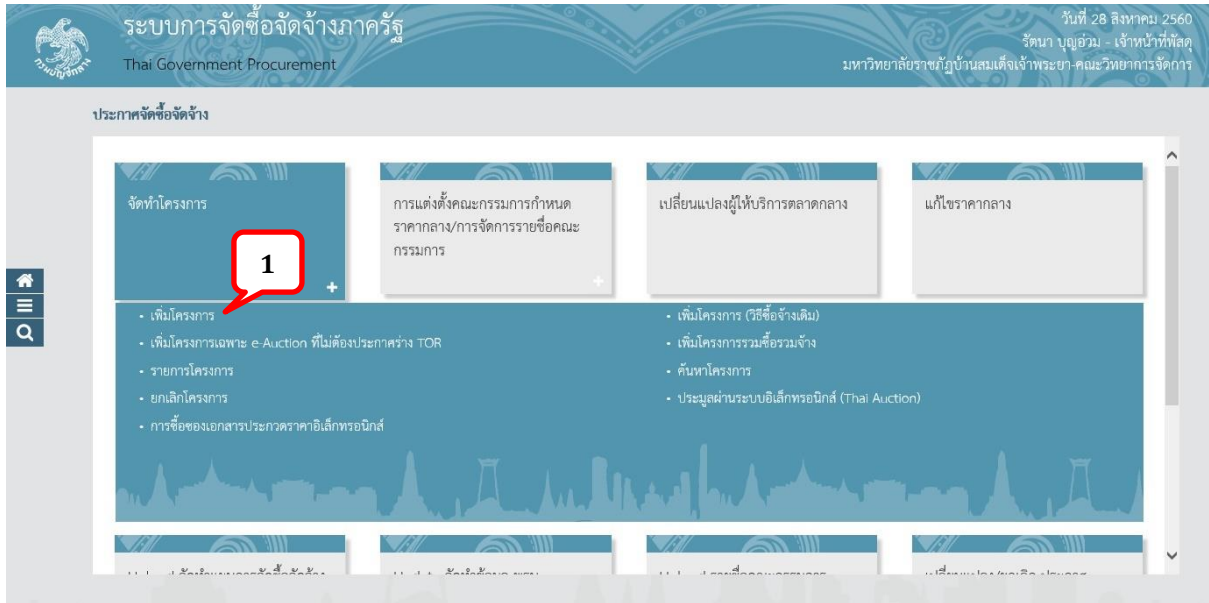 ระบบการจัดซื้อจัดจ้างภาครัฐ
Thai Government Procurement
วันที่ 28 สิงหาคม 2560
รัตนา บุญอ่วม - เจ้าหน้าที่พัสดุ
มหาวิทยาลัยราชภัฏบ้านสมเด็จเจ้าพระยา-คณะวิทยาการจัดการ
กรมบัญชีกลาง
ประกาศจัดซื้อจัดจ้าง
จัดทำโครงการ
การแต่งตั้งคณะกรรมการกำหนด
ราคากลาง/การจัดการรายชื่อคณะ
กรรมการ
เปลี่ยนแปลงผู้ให้บริการตลาดกลาง
แก้ไขราคากลาง
1
• เพิ่มโครงการ
• เพิ่มโครงการเฉพาะ e-Auction ที่ไม่ต้องประกาศร่าง TOR
• รายการโครงการ
• ยกเลิกโครงการ
• การซื้อซองเอกสารประกวดราคาอิเล็กทรอนิกส์
• เพิ่มโครงการ (วิธีซื้อจ้างเดิม)
• เพิ่มโครงการรวมซื้อรวมจ้าง
• ค้นหาโครงการ
• ประมูลผ่านระบบอิเล็กทรอนิกส์ (Thai Auction)